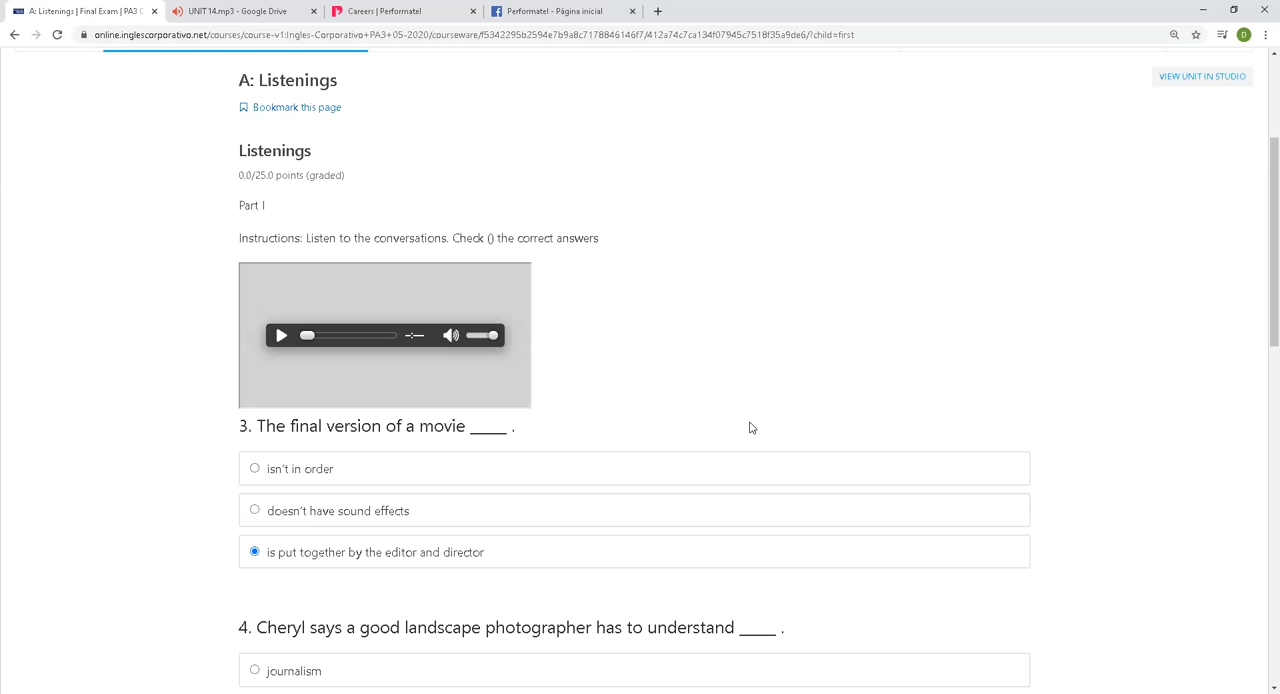 A: Listenings | Final Exam | PA3 C
UNIT 14.mp3 - Google Drive
Careers | Performatel
Performatel - Página inicial
online.inglescorporativo.net/courses/course-v1:Ingles-Corporativo+PA3+05-2020/courseware/f5342295b2594e7b9a8c7178846146f7/412a74c7ca134f07945c7518f35a9de6/?child=first
D
A: Listenings
VIEW UNIT IN STUDIO
Bookmark this page
Listenings
0.0/25.0 points (graded)
Part I
Instructions: Listen to the conversations. Check () the correct answers
--:--
3. The final version of a movie ____ .
isn't in order
doesn't have sound effects
is put together by the editor and director
4. Cheryl says a good landscape photographer has to understand ____ .
journalism